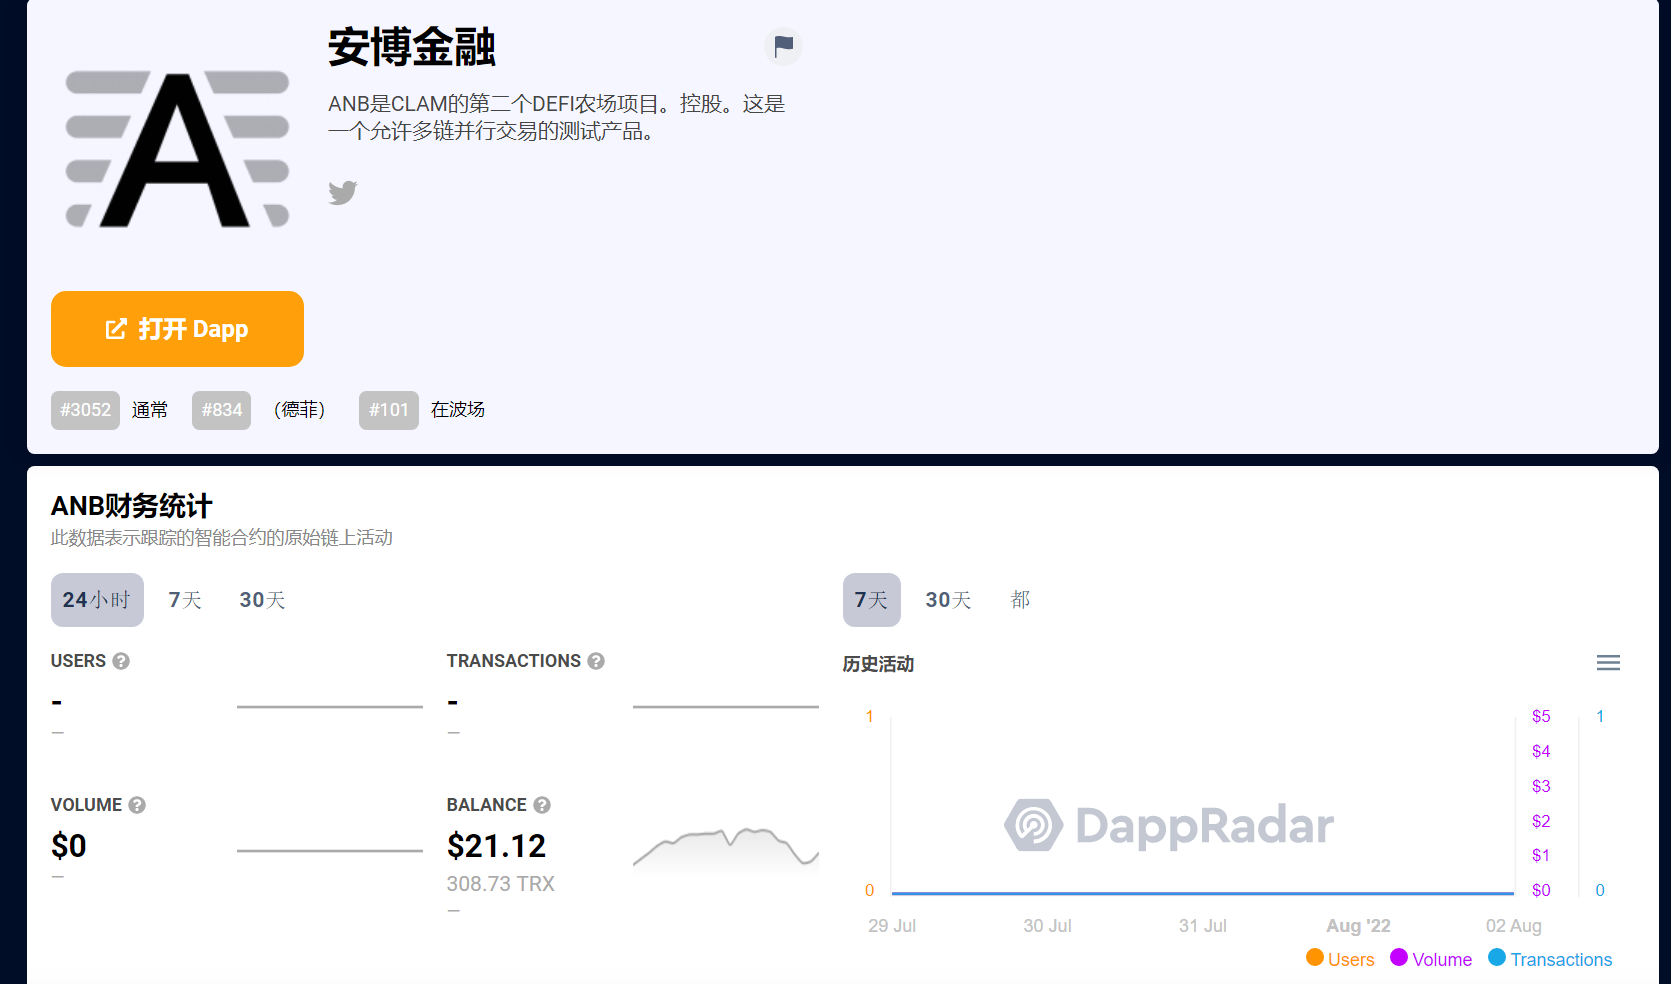 安博金融
ANB是CLAM的第二个DEFI农场项目。控股。这是
一个允许多链并行交易的测试产品。
A
打开 Dapp
#3052 通常 #834 （德菲） #101 在波场
ANB财务统计
此数据表示跟踪的智能合约的原始链上活动
24小时 7天 30天
USERS ?
-
–
TRANSACTIONS ?
-
–
VOLUME ?
$0
–
BALANCE ?
$21.12
308.73 TRX
–
7天 30天 都
历史活动
1
0
$5
$4
$3
$2
$1
$0
1
0
DappRadar
29 Jul 30 Jul 31 Jul Aug '22 02 Aug
Users Volume Transactions